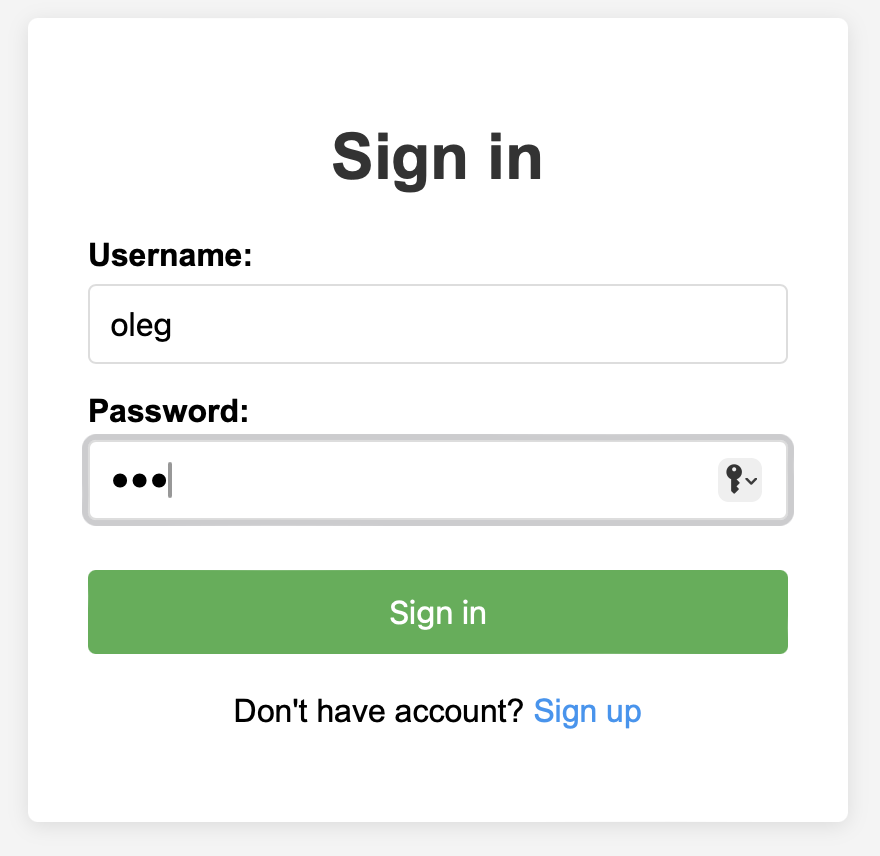 Sign in
Username:
oleg
Password:
•••
Sign in
Don't have account? Sign up